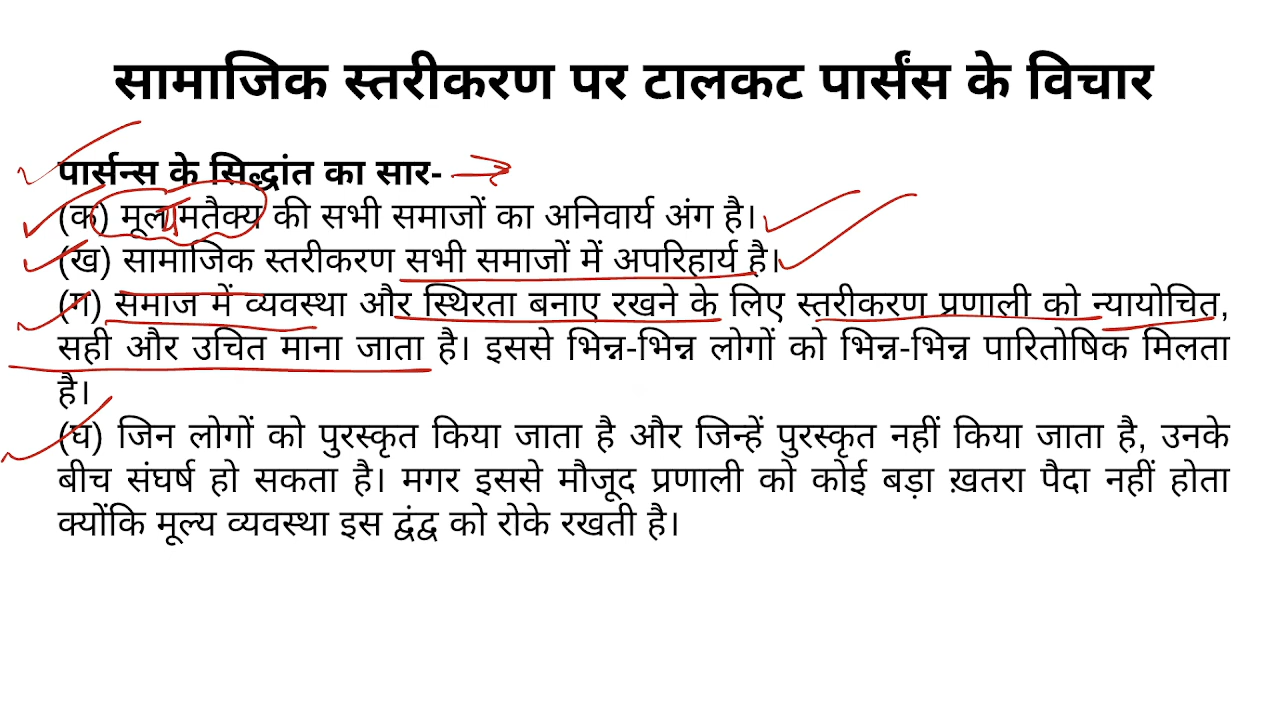 सामाजिक स्तरीकरण पर टालकट पार्संस के विचार
पार्सन्स के सिद्धांत का सार-
(क) मूल्य मतैक्य की सभी समाजों का अनिवार्य अंग है।
(ख) सामाजिक स्तरीकरण सभी समाजों में अपरिहार्य है।
(ग) समाज में व्यवस्था और स्थिरता बनाए रखने के लिए स्तरीकरण प्रणाली को न्यायोचित,
सही और उचित माना जाता है। इससे भिन्न-भिन्न लोगों को भिन्न-भिन्न पारितोषिक मिलता
है।
(घ) जिन लोगों को पुरस्कृत किया जाता है और जिन्हें पुरस्कृत नहीं किया जाता है, उनके
बीच संघर्ष हो सकता है। मगर इससे मौजूद प्रणाली को कोई बड़ा ख़तरा पैदा नहीं होता
क्योंकि मूल्य व्यवस्था इस द्वंद्व को रोके रखती है।